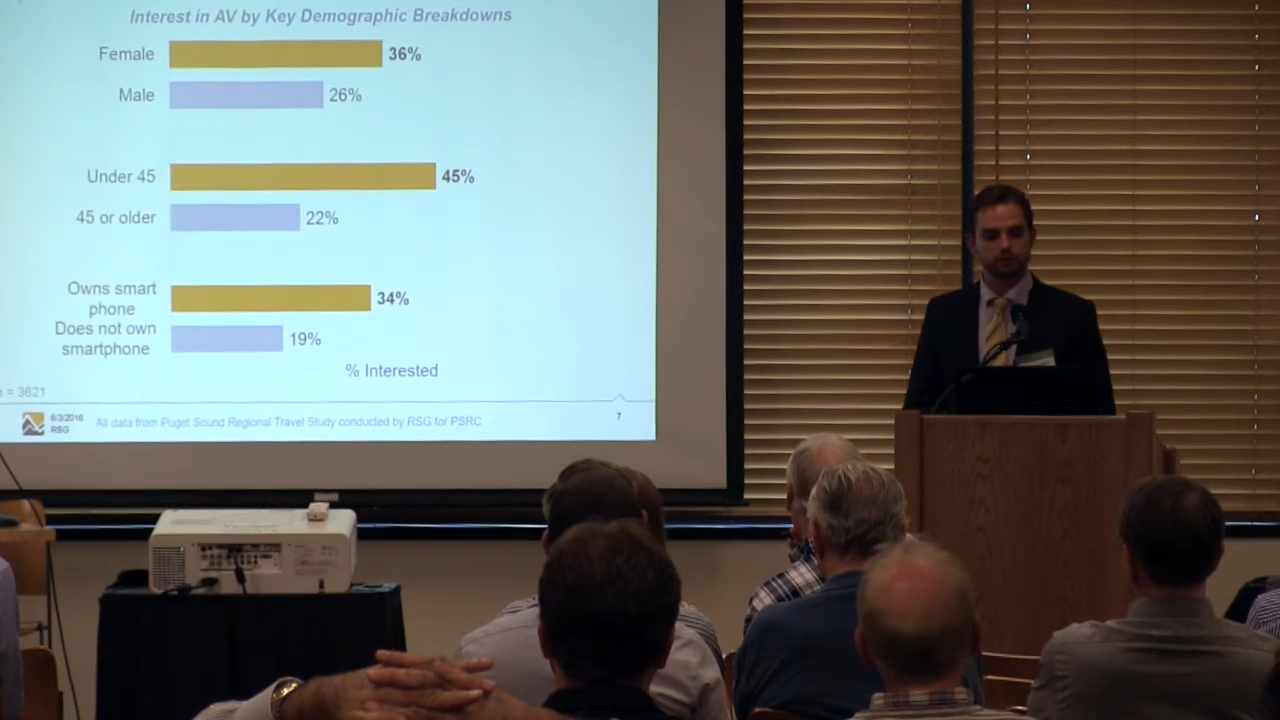 Interest in AV by Key Demographic Breakdowns
Female 36%
Male 26%
Under 45 45%
45 or older 22%
Owns smart
phone 34%
Does not own
smartphone 19%
% Interested
= 3621
6/3/2016
RSG
All data from Puget Sound Regional Travel Study conducted by RSG for PSRC
7